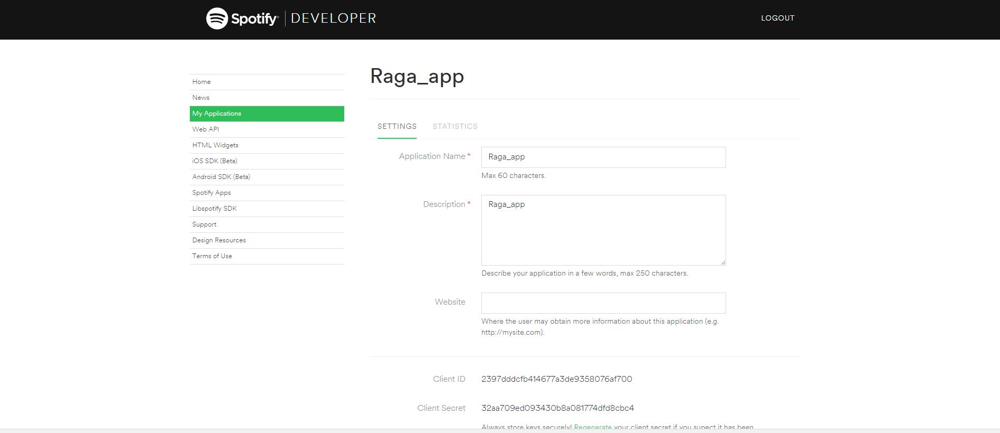 Spotify® DEVELOPER
LOGOUT
Home
News
My Applications
Web API
HTML Widgets
iOS SDK (Beta)
Android SDK (Beta)
Spotify Apps
Libspotify SDK
Support
Design Resources
Terms of Use
Raga_app
SETTINGS STATISTICS
Application Name * Raga_app
Max 60 characters.
Description * Raga_app
Describe your application in a few words, max 250 characters.
Website
Where the user may obtain more information about this application (e.g.
http://mysite.com).
Client ID 2397dddcfb414677a3de9358076af700
Client Secret 32aa709ed093430b8a081774dfd8cbc4
Always store keys securely! Regenerate your client secret if you supect it has been